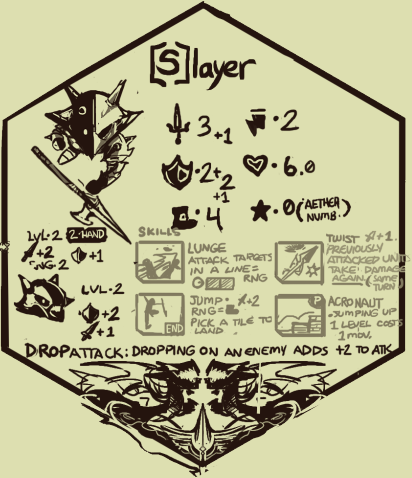 [S]layer
3+1
2
2+2
+1
6.0
4
0(AETHER NUMB.)
LVL·2 2·HAND
+2
+1
RNG·2
LVL·2
+2
+1
SKILLS
LUNGE
ATTACK TARGETS
IN A LINE=
RNG
TWIST +1.
PREVIOUSLY
ATTACKED UNITS
TAKE DAMAGE
AGAIN. (same
TURN)
JUMP· +2
RNG=
PICK A TILE TO
LAND
END
P
ACRONAUT
·JUMPING UP
1 LEVEL COSTS
1 mov.
DROPATTACK: DROPPING ON AN ENEMY ADDS +2 TO ATK